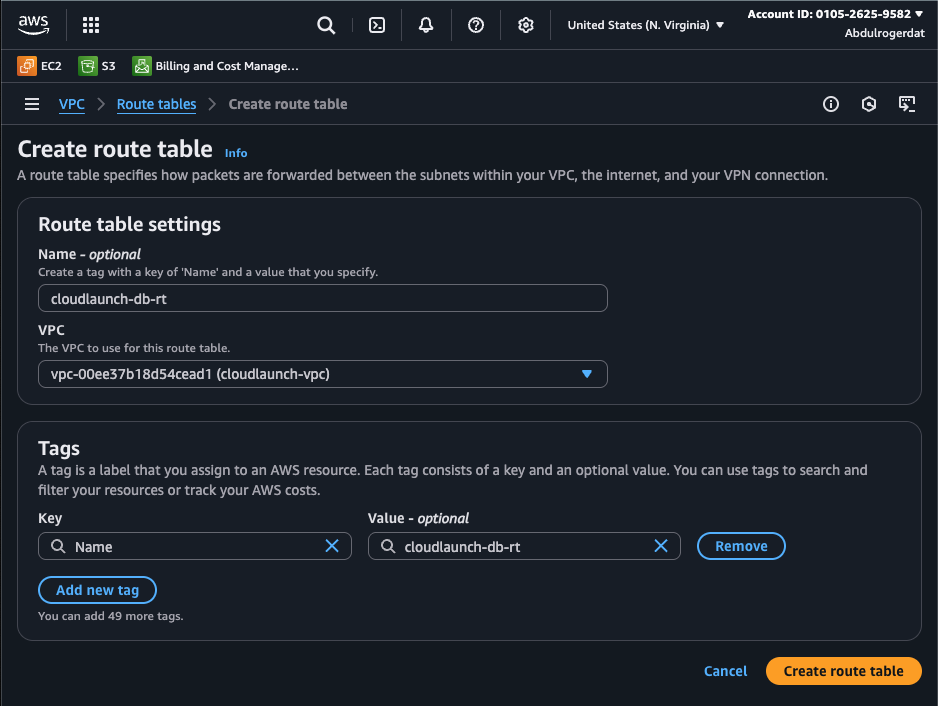 aws
United States (N. Virginia)
Account ID: 0105-2625-9582
Abdulrogerdat
EC2
S3
Billing and Cost Manage...
VPC
Route tables
Create route table
Create route table
Info
A route table specifies how packets are forwarded between the subnets within your VPC, the internet, and your VPN connection.
Route table settings
Name - optional
Create a tag with a key of 'Name' and a value that you specify.
cloudlaunch-db-rt
VPC
The VPC to use for this route table.
vpc-00ee37b18d54cead1 (cloudlaunch-vpc)
Tags
A tag is a label that you assign to an AWS resource. Each tag consists of a key and an optional value. You can use tags to search and
filter your resources or track your AWS costs.
Key
Value - optional
Name
cloudlaunch-db-rt
Remove
Add new tag
You can add 49 more tags.
Cancel
Create route table